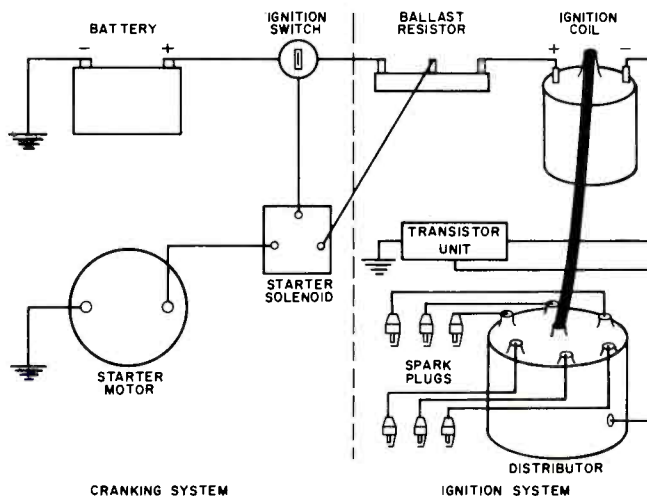 BATTERY
IGNITION
SWITCH
BALLAST
RESISTOR
IGNITION
COIL
- +
+ -
TRANSISTOR
UNIT
STARTER
SOLENOID
STARTER
MOTOR
SPARK
PLUGS
DISTRIBUTOR
CRANKING SYSTEM
IGNITION SYSTEM